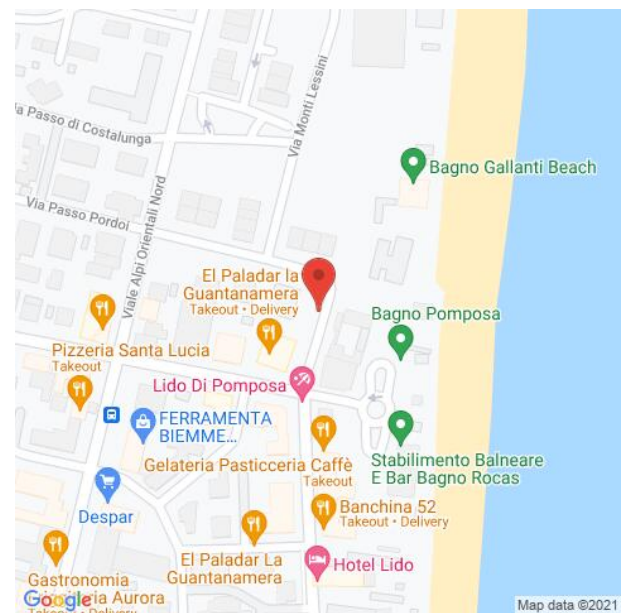 Via Monti Lessini
Passo di Costalunga
Bagno Gallanti Beach
Via Passo Pordoi
Viale Alpi Orientali Nord
El Paladar la
Guantanamera
Takeout • Delivery
Bagno Pomposa
Pizzeria Santa Lucia
Takeout
Lido Di Pomposa
FERRAMENTA
BIEMME...
Gelateria Pasticceria Caffè
Takeout
Stabilimento Balneare
E Bar Bagno Rocas
Despar
Banchina 52
Takeout • Delivery
El Paladar La
Guantanamera
Hotel Lido
Gastronomia
Aurora
Takeout • Delivery
Google
Map data ©2021